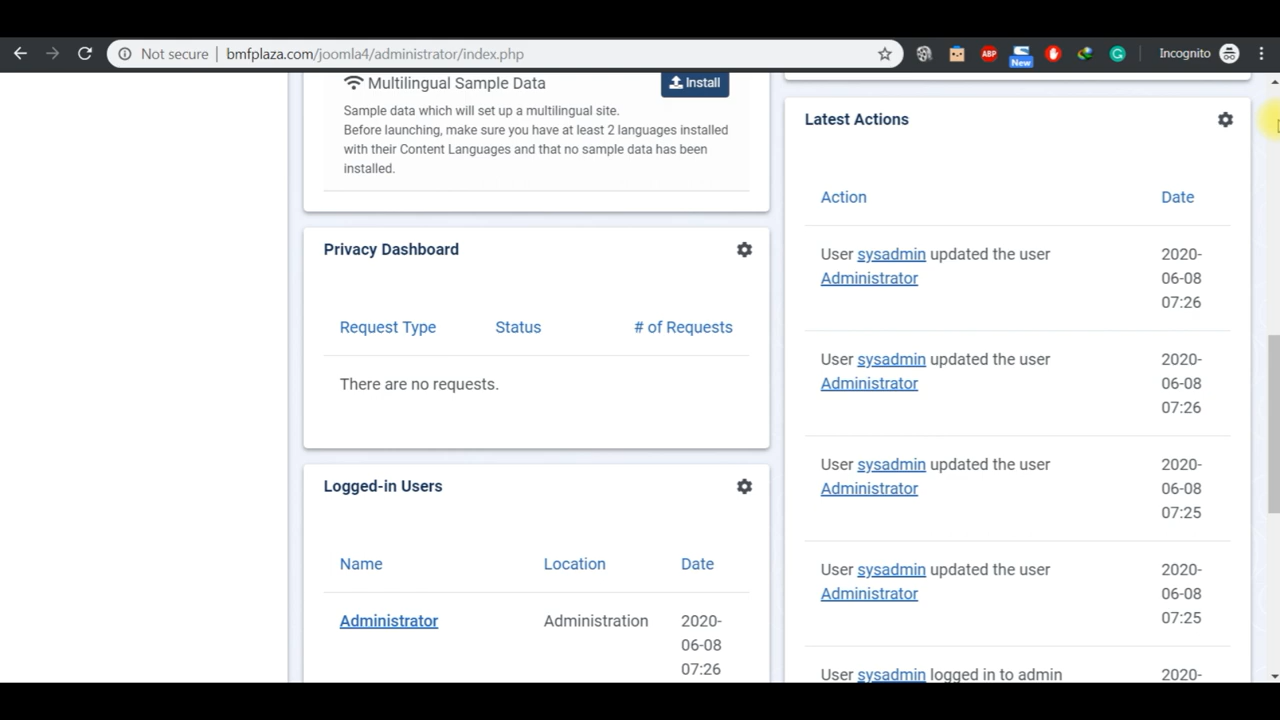 Not secure | bmfplaza.com/joomla4/administrator/index.php
ABP
New
Incognito
Multilingual Sample Data
Install
Sample data which will set up a multilingual site.
Before launching, make sure you have at least 2 languages installed
with their Content Languages and that no sample data has been
installed.
Privacy Dashboard
Request Type Status # of Requests
There are no requests.
Logged-in Users
Name Location Date
Administrator Administration 2020-
06-08
07:26
Latest Actions
Action Date
User sysadmin updated the user 2020-
Administrator 06-08
07:26
User sysadmin updated the user 2020-
Administrator 06-08
07:26
User sysadmin updated the user 2020-
Administrator 06-08
07:25
User sysadmin updated the user 2020-
Administrator 06-08
07:25
User sysadmin logged in to admin 2020-